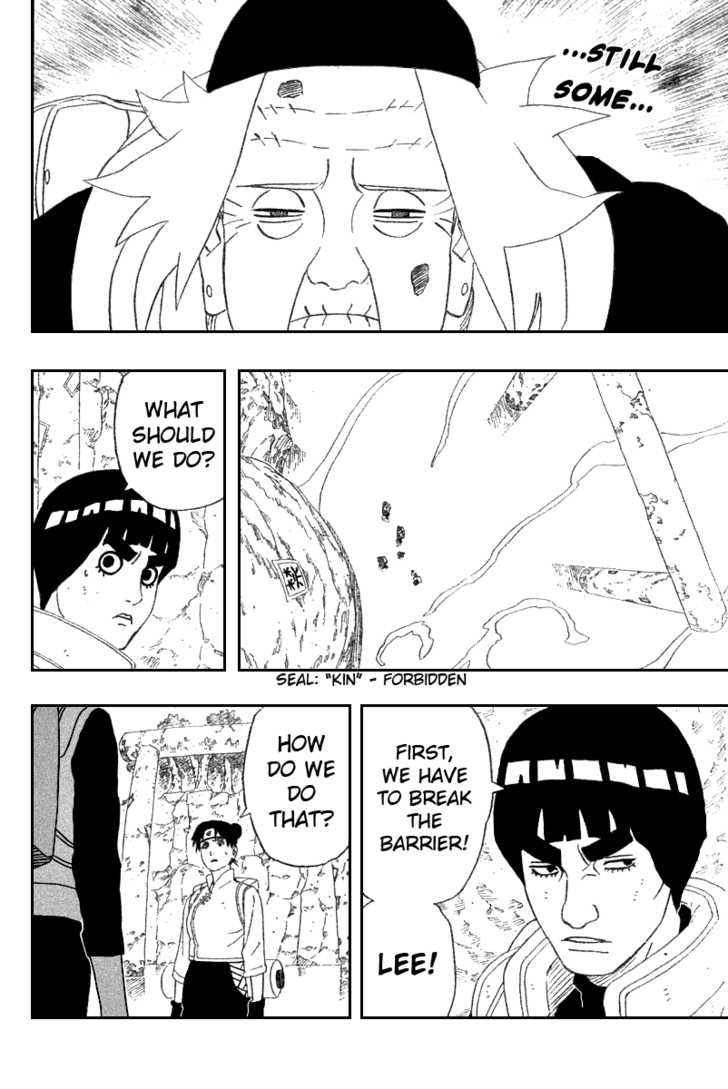 ...STILL
SOME...
SEAL: "KIN" - FORBIDDEN
WHAT
SHOULD
WE DO?
FIRST,
WE HAVE
TO BREAK
THE
BARRIER!
LEE!
HOW
DO WE
DO
THAT?